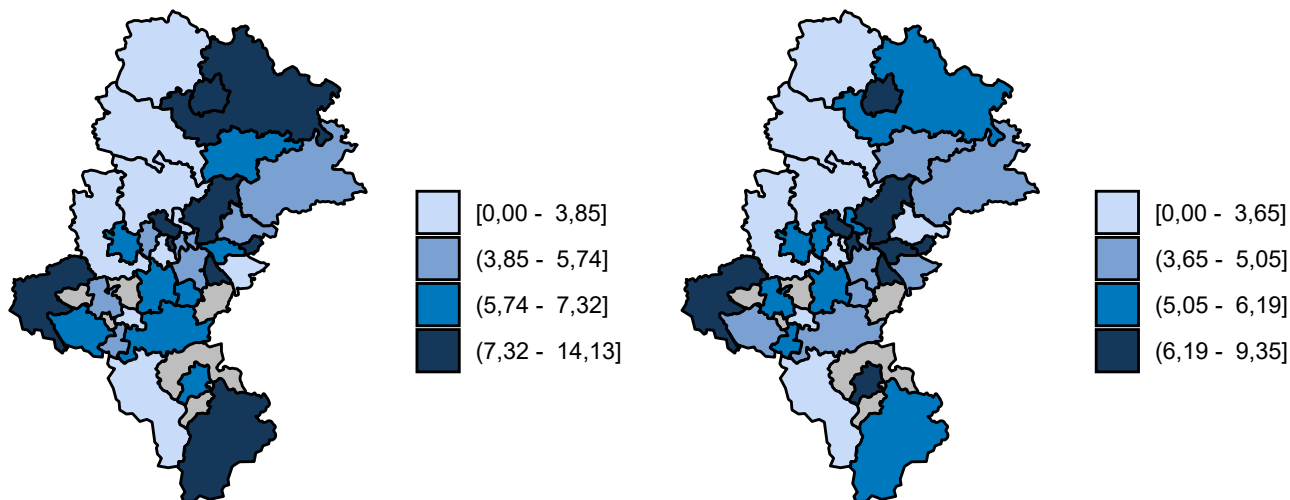 [0,00 - 3,85]
(3,85 - 5,74]
(5,74 - 7,32]
(7,32 - 14,13]
[0,00 - 3,65]
(3,65 - 5,05]
(5,05 - 6,19]
(6,19 - 9,35]